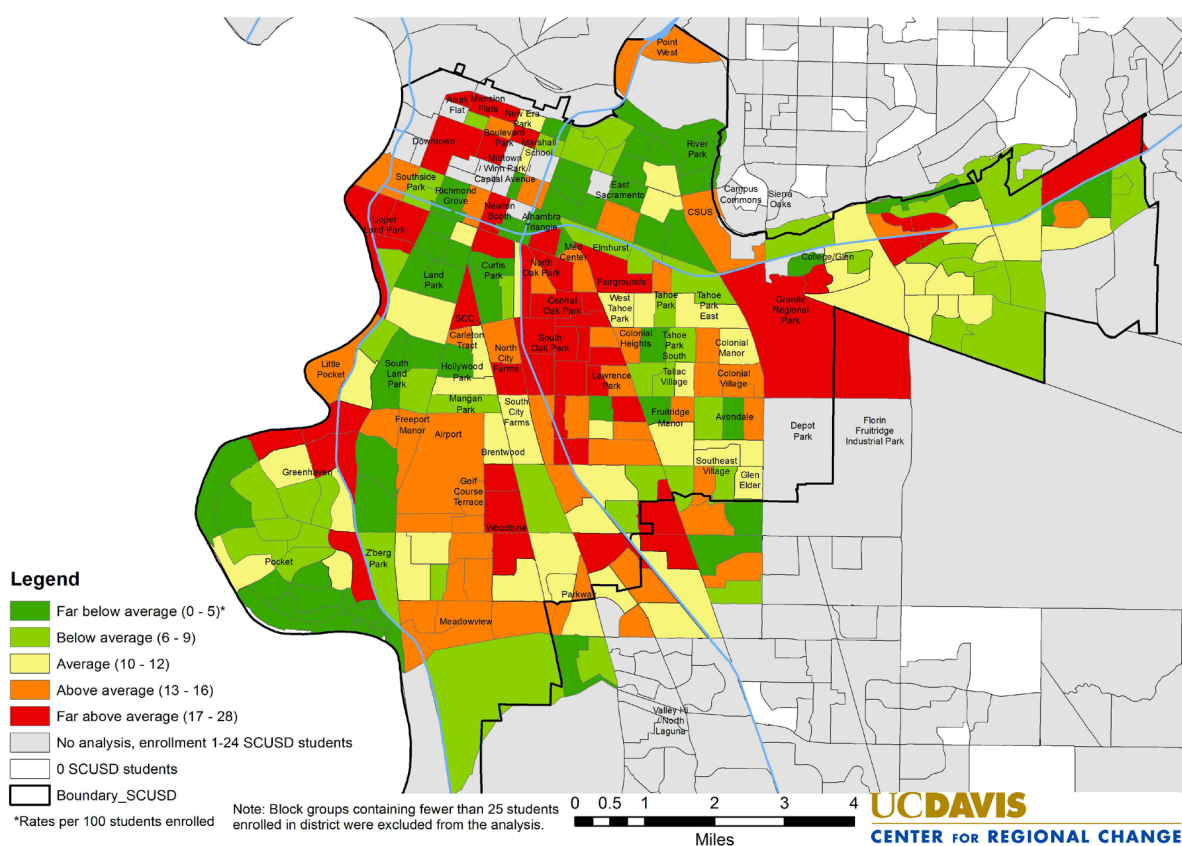 Point
West
Alkali
Flat
Mansion
Flats
New Era
Park
Boulevard
Park
Marshall
School
Downtown
Midtown
/ Winn Park /
Capital Avenue
River
Park
Southside
Park
Richmond
Grove
East
Sacramento
Campus
Commons
Sierra
Oaks
Newton
Booth
Alhambra
Triangle
CSUS
Upper
Land Park
Med
Center
Elmhurst
College/Glen
Land
Park
Curtis
Park
North
Oak Park
Fairgrounds
Central
Oak Park
West
Tahoe
Park
Tahoe
Park
Tahoe
Park
East
Granite
Regional
Park
SCC
Carleton
Tract
North
City
Farms
South
Oak Park
Colonial
Heights
Tahoe
Park
South
Colonial
Manor
Little
Pocket
South
Land
Park
Hollywood
Park
Lawrence
Park
Tallac
Village
Colonial
Village
Mangan
Park
South
City
Farms
Freeport
Manor
Airport
Fruitridge
Manor
Avondale
Depot
Park
Florin
Fruitridge
Industrial Park
Brentwood
Greenhaven
Southeast
Village
Glen
Elder
Golf
Course
Terrace
Woodbine
Z'berg
Park
Pocket
Parkway
Meadowview
Valley Hi
/ North
Laguna
Legend
Far below average (0 - 5)*
Below average (6 - 9)
Average (10 - 12)
Above average (13 - 16)
Far above average (17 - 28)
No analysis, enrollment 1-24 SCUSD students
0 SCUSD students
Boundary_SCUSD
*Rates per 100 students enrolled
Note: Block groups containing fewer than 25 students
enrolled in district were excluded from the analysis.
0 0.5 1 2 3 4
Miles
UCDAVIS
CENTER FOR REGIONAL CHANGE